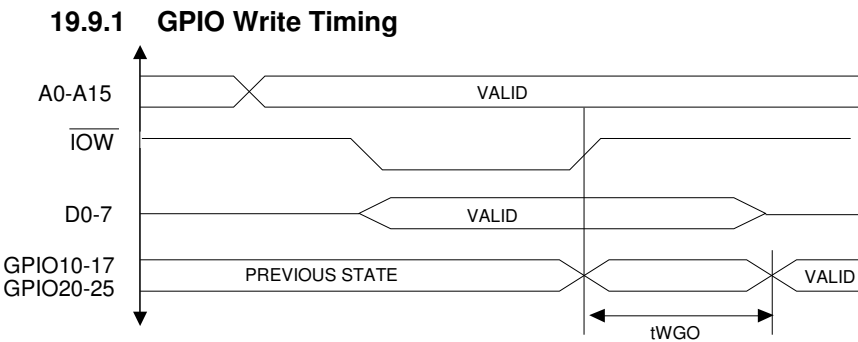 19.9.1 GPIO Write Timing
A0-A15 VALID
IOW
D0-7 VALID
GPIO10-17
GPIO20-25 PREVIOUS STATE VALID
tWGO